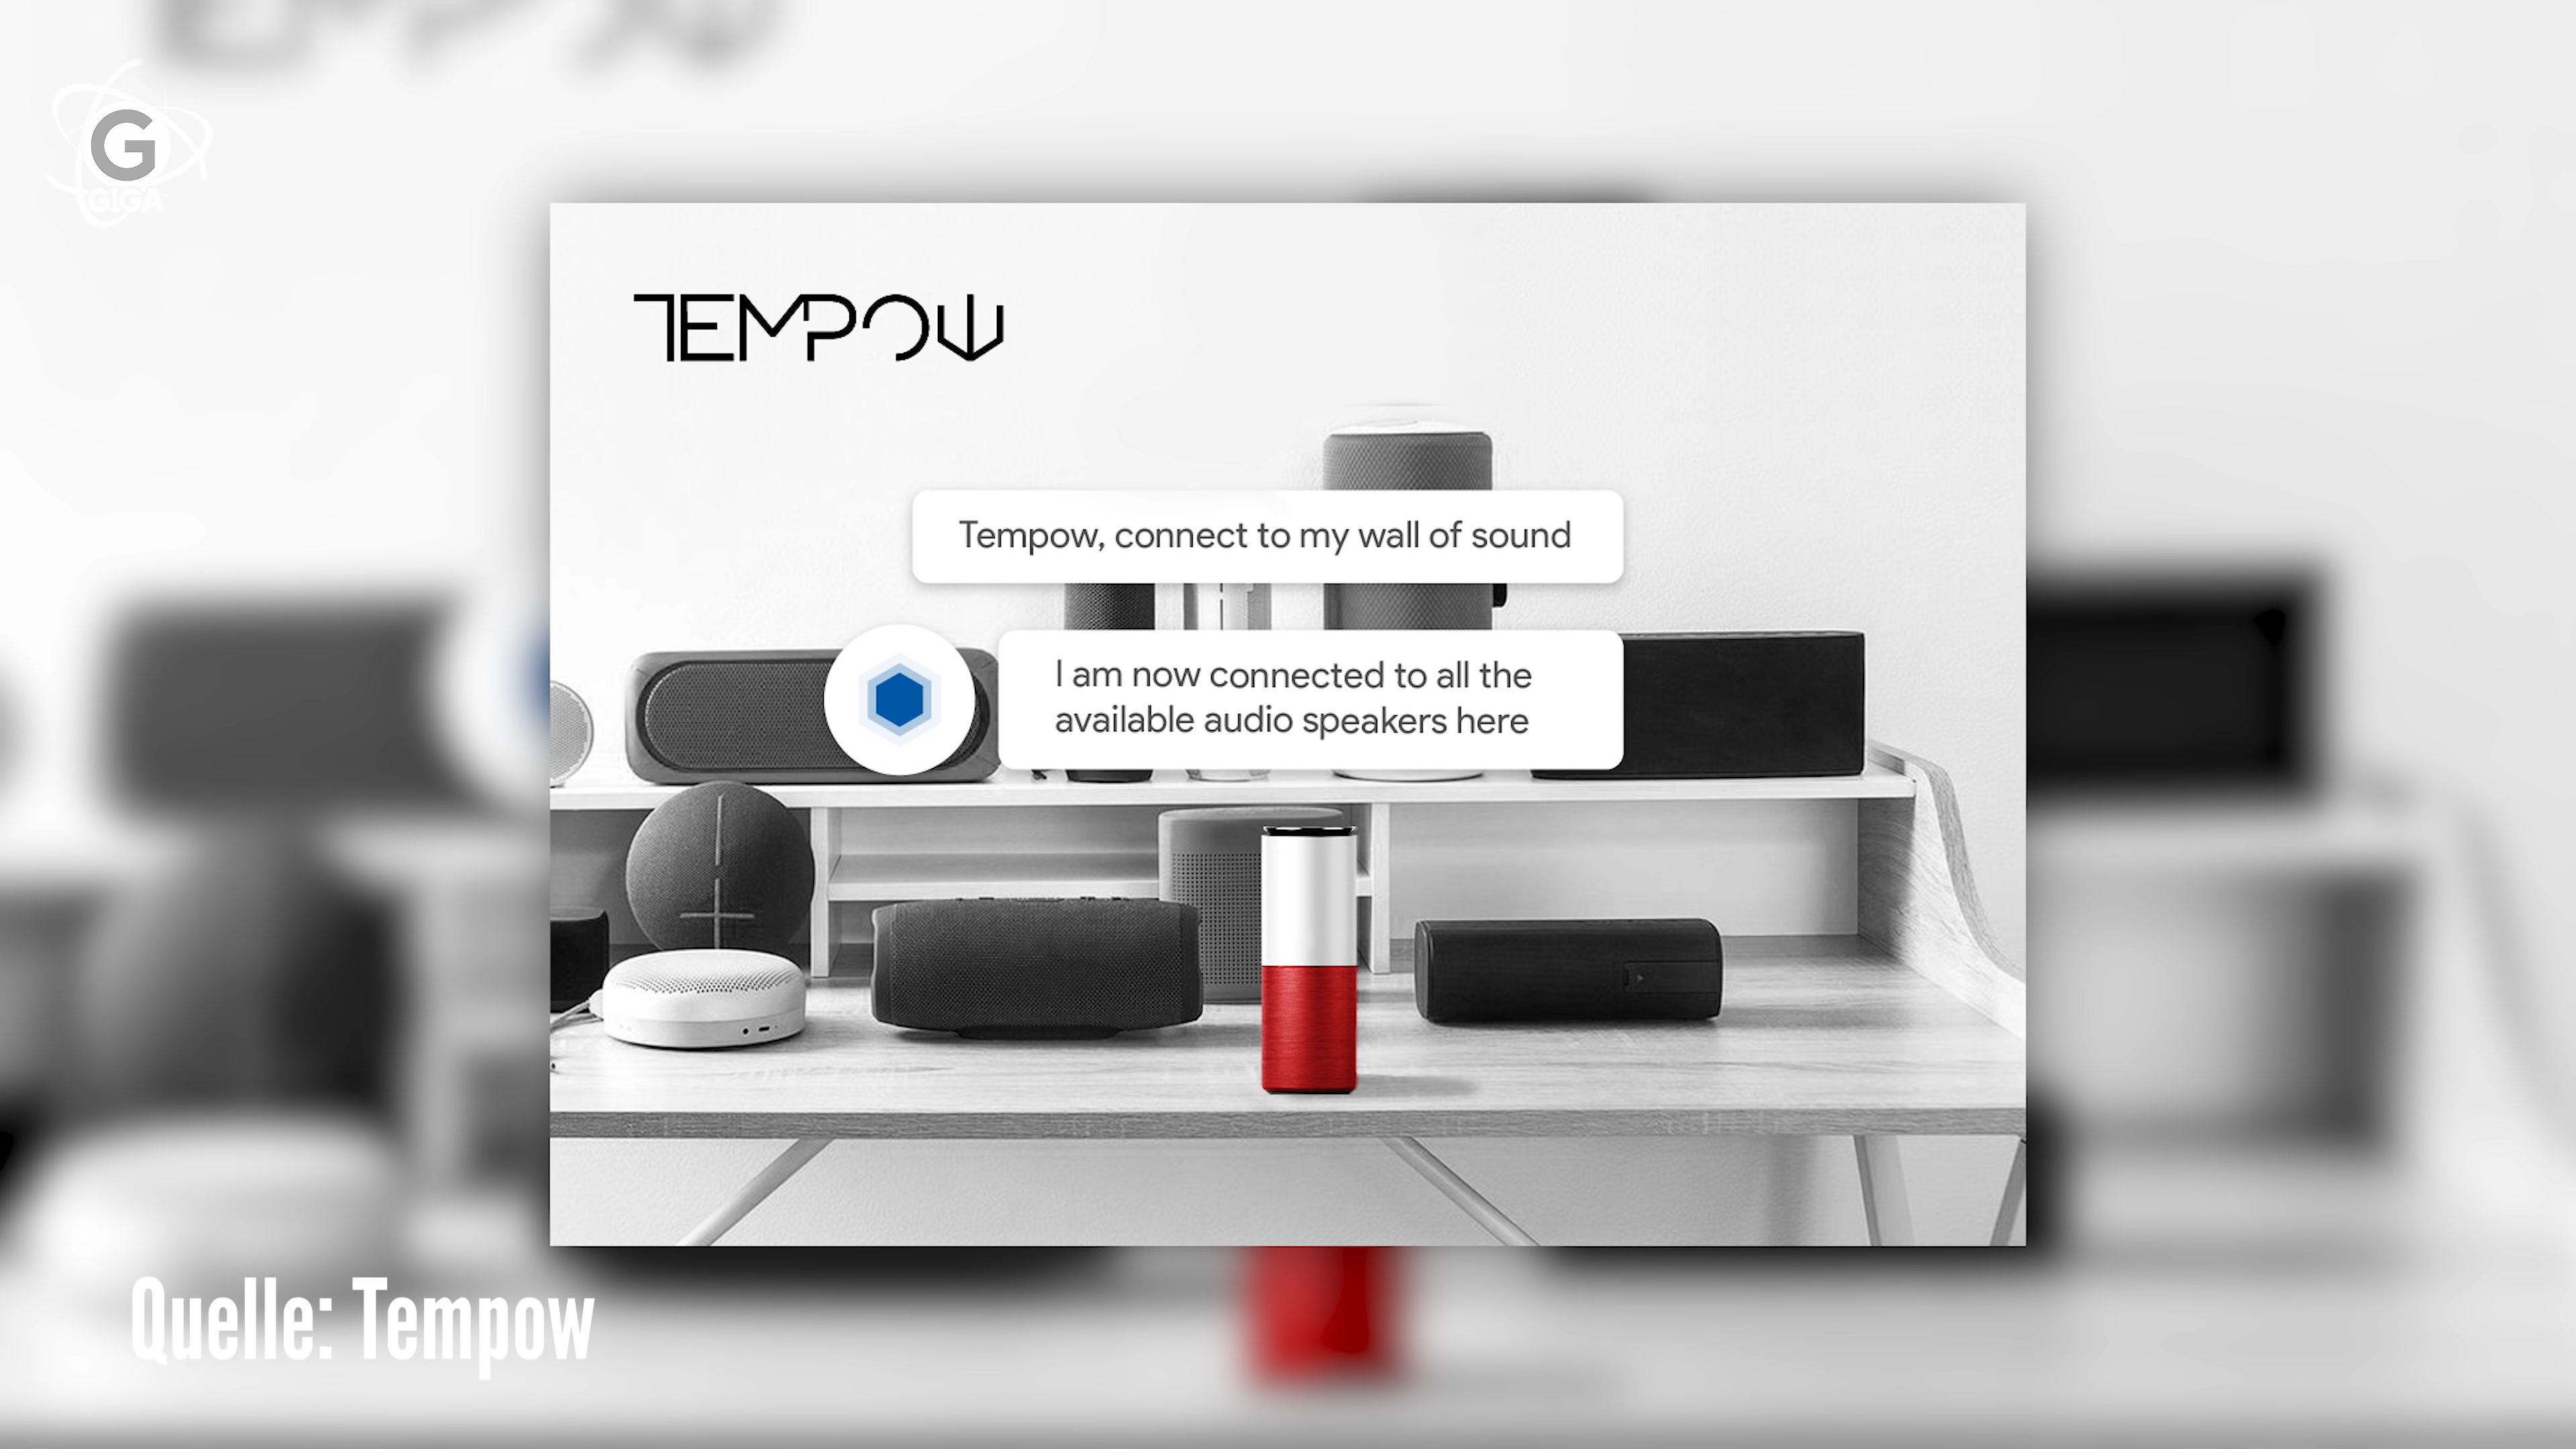 G
GIGA
TEMPOW
Tempow, connect to my wall of sound
I am now connected to all the
available audio speakers here
Quelle: Tempow